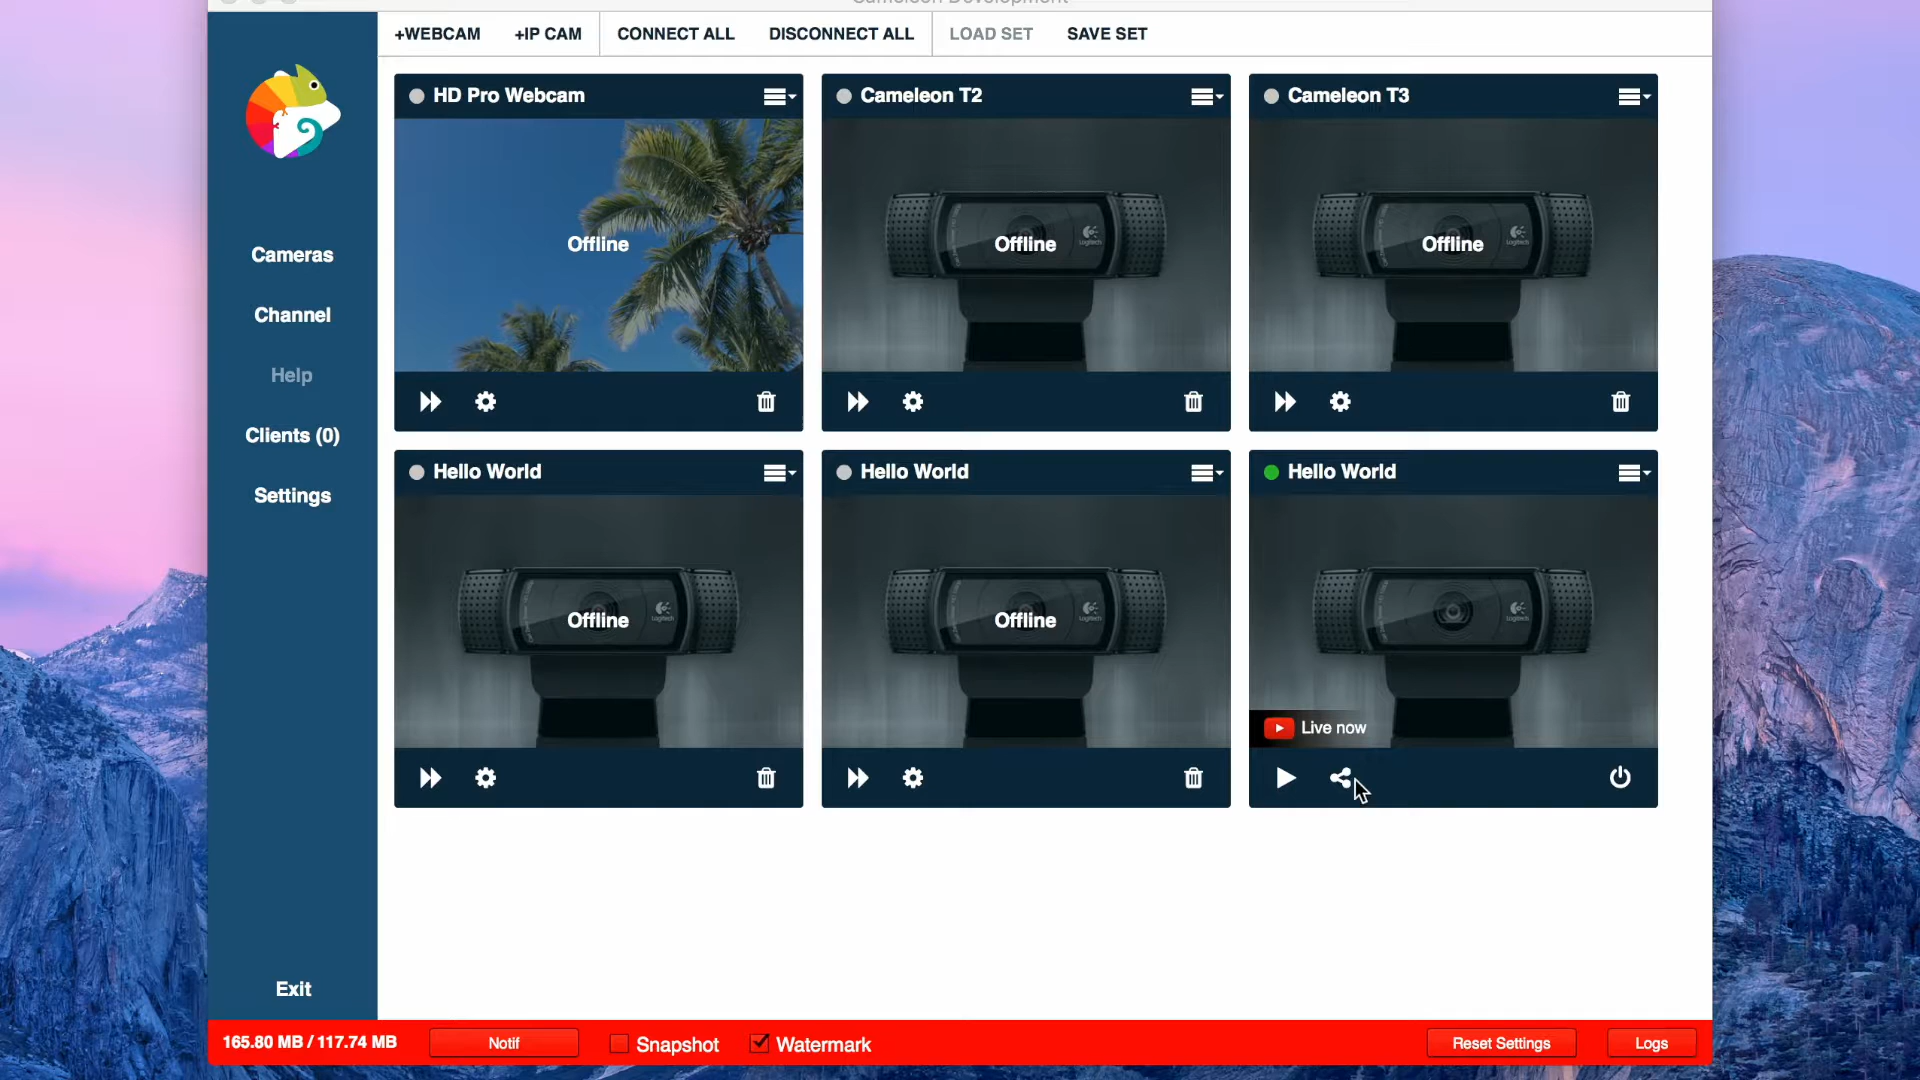 Cameleon Development
+WEBCAM +IP CAM CONNECT ALL DISCONNECT ALL LOAD SET SAVE SET
HD Pro Webcam
Offline
Cameleon T2
Offline
Cameleon T3
Offline
Cameras
Channel
Help
Clients (0)
Settings
Hello World
Offline
Hello World
Offline
Hello World
Live now
Exit
165.80 MB / 117.74 MB Notif Snapshot Watermark Reset Settings Logs